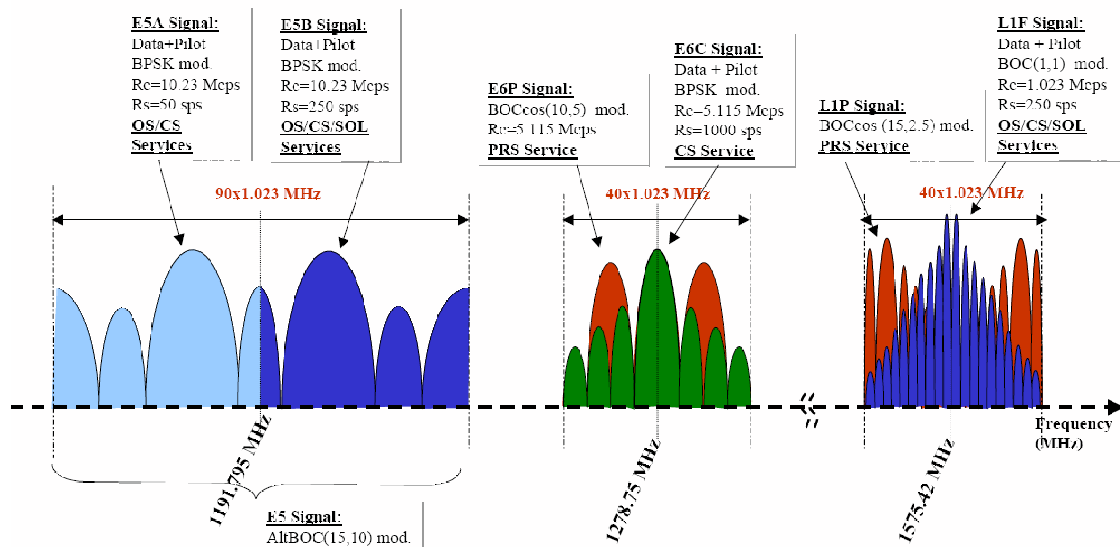 E5A Signal:
Data+Pilot
BPSK mod.
Rc=10.23 Mcps
Rs=50 sps
OS/CS
Services
E5B Signal:
Data+Pilot
BPSK mod.
Rc=10.23 Mcps
Rs=250 sps
OS/CS/SOL
Services
E6P Signal:
BOCcos(10,5) mod.
Rc=5.115 Mcps
PRS Service
E6C Signal:
Data + Pilot
BPSK mod.
Rc=5.115 Mcps
Rs=1000 sps
CS Service
L1P Signal:
BOCcos (15,2.5) mod.
PRS Service
L1F Signal:
Data + Pilot
BOC(1,1) mod.
Rc=1.023 Mcps
Rs=250 sps
OS/CS/SOL
Services
90x1.023 MHz
40x1.023 MHz
40x1.023 MHz
1191.795 MHz
1278.75 MHz
1575.42 MHz
Frequency
(MHz)
E5 Signal:
AltBOC(15,10) mod.